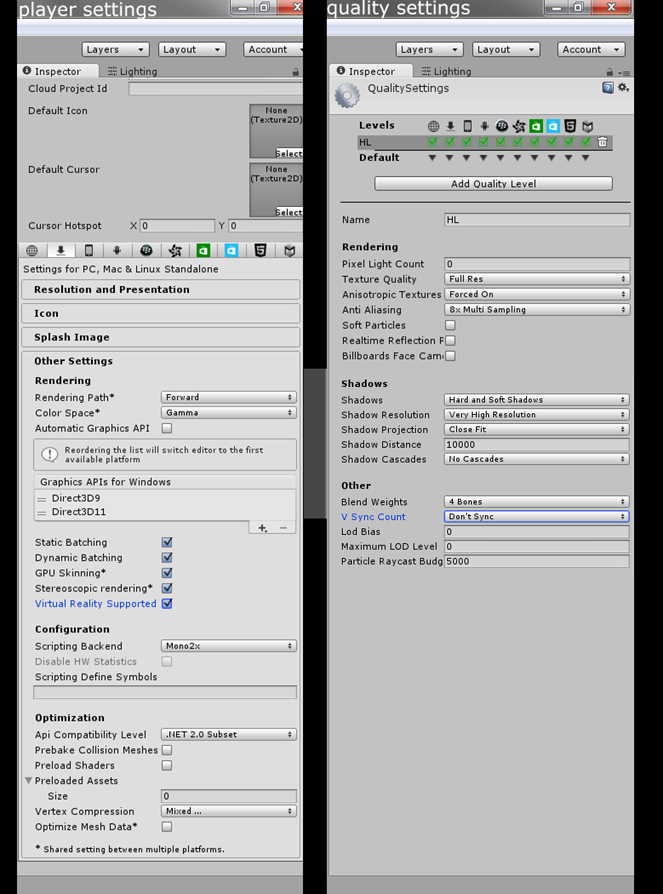 player settings
Layers
Layout
Account
Inspector
Lighting
Cloud Project Id
Default Icon
None
(Texture2D)
Select
Default Cursor
None
(Texture2D)
Select
Cursor Hotspot X 0 Y 0
Settings for PC, Mac & Linux Standalone
Resolution and Presentation
Icon
Splash Image
Other Settings
Rendering
Rendering Path* Forward
Color Space* Gamma
Automatic Graphics API
Reordering the list will switch editor to the first
available platform
Graphics APIs for Windows
Direct3D9
Direct3D11
Static Batching
Dynamic Batching
GPU Skinning*
Stereoscopic rendering*
Virtual Reality Supported
Configuration
Scripting Backend Mono2x
Disable HW Statistics
Scripting Define Symbols
Optimization
Api Compatibility Level .NET 2.0 Subset
Prebake Collision Meshes
Preload Shaders
Preloaded Assets
Size 0
Vertex Compression Mixed ...
Optimize Mesh Data*
* Shared setting between multiple platforms.
quality settings
Layers
Layout
Account
Inspector
Lighting
QualitySettings
Levels
HL
Default
Add Quality Level
Name HL
Rendering
Pixel Light Count 0
Texture Quality Full Res
Anisotropic Textures Forced On
Anti Aliasing 8x Multi Sampling
Soft Particles
Realtime Reflection P
Billboards Face Cam
Shadows
Shadows Hard and Soft Shadows
Shadow Resolution Very High Resolution
Shadow Projection Close Fit
Shadow Distance 10000
Shadow Cascades No Cascades
Other
Blend Weights 4 Bones
V Sync Count Don't Sync
Lod Bias 0
Maximum LOD Level 0
Particle Raycast Budg 5000